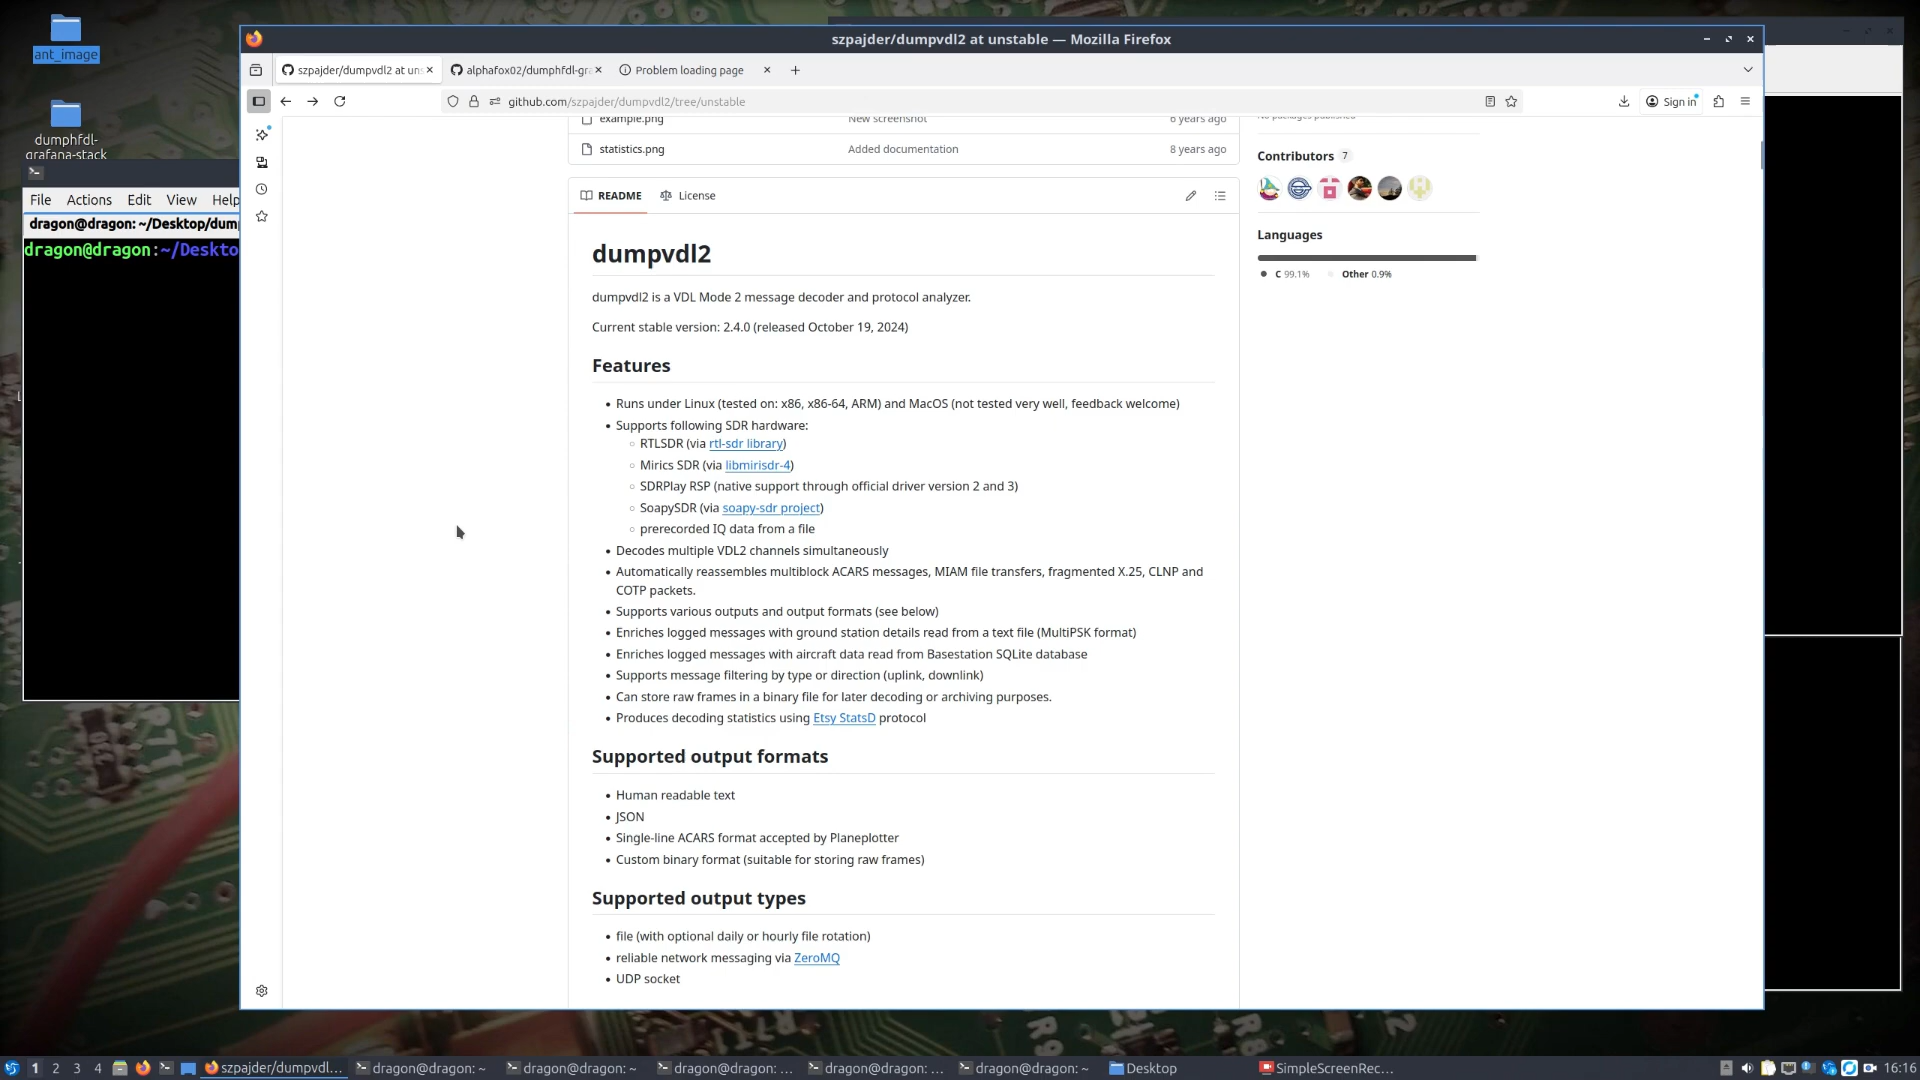 ant_image
dumphfdl-
grafana-stack
File Actions Edit View Help
dragon@dragon: ~/Desktop/dum
dragon@dragon:~/Deskto
szpajder/dumpvdl2 at unstable — Mozilla Firefox
szpajder/dumpvdl2 at uns
alphafox02/dumphfdl-gra
Problem loading page
github.com/szpajder/dumpvdl2/tree/unstable
Sign in
example.png New screenshot 6 years ago
statistics.png Added documentation 8 years ago
No packages published
Contributors 7
Languages
C 99.1% Other 0.9%
README License
dumpvdl2
dumpvdl2 is a VDL Mode 2 message decoder and protocol analyzer.
Current stable version: 2.4.0 (released October 19, 2024)
Features
Runs under Linux (tested on: x86, x86-64, ARM) and MacOS (not tested very well, feedback welcome)
Supports following SDR hardware:
RTLSDR (via rtl-sdr library)
Mirics SDR (via libmirisdr-4)
SDRPlay RSP (native support through official driver version 2 and 3)
SoapySDR (via soapy-sdr project)
prerecorded IQ data from a file
Decodes multiple VDL2 channels simultaneously
Automatically reassembles multiblock ACARS messages, MIAM file transfers, fragmented X.25, CLNP and
COTP packets.
Supports various outputs and output formats (see below)
Enriches logged messages with ground station details read from a text file (MultiPSK format)
Enriches logged messages with aircraft data read from Basestation SQLite database
Supports message filtering by type or direction (uplink, downlink)
Can store raw frames in a binary file for later decoding or archiving purposes.
Produces decoding statistics using Etsy StatsD protocol
Supported output formats
Human readable text
JSON
Single-line ACARS format accepted by Planeplotter
Custom binary format (suitable for storing raw frames)
Supported output types
file (with optional daily or hourly file rotation)
reliable network messaging via ZeroMQ
UDP socket
1 2 3 4 szpajder/dumpvdl... dragon@dragon: ~ dragon@dragon: ~ dragon@dragon: ... dragon@dragon: ... dragon@dragon: ~ Desktop SimpleScreenRec... 16:16